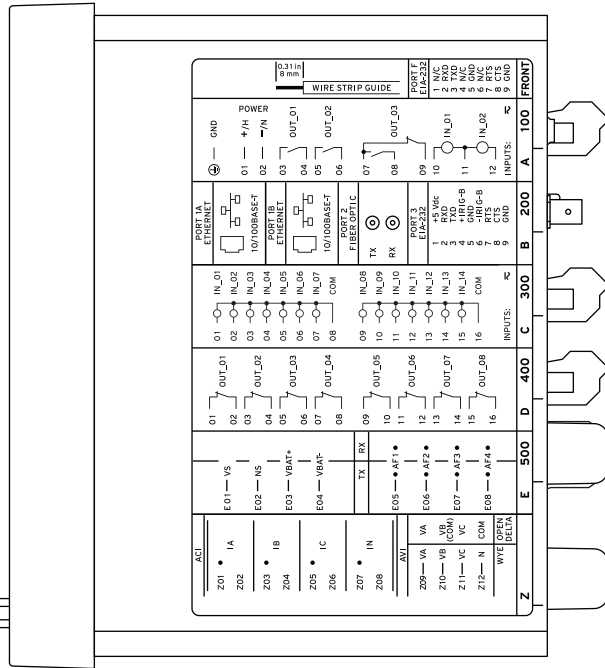 ACI
Z01 • IA
Z02
Z03 • IB
Z04
Z05 • IC
Z06
Z07 • IN
Z08
AVI
Z09 — VA VA
Z10 — VB VB (COM)
Z11 — VC VC
Z12 — N COM
WYE OPEN DELTA
Z
E01 — VS
E02 — NS
E03 — VBAT+
E04 — VBAT-
TX RX
E05 — • AF1 •
E06 — • AF2 •
E07 — • AF3 •
E08 — • AF4 •
E 500
01
02 OUT_01
03
04 OUT_02
05
06 OUT_03
07
08 OUT_04
09
10 OUT_05
11
12 OUT_06
13
14 OUT_07
15
16 OUT_08
D 400
01 IN_01
02 IN_02
03 IN_03
04 IN_04
05 IN_05
06 IN_06
07 IN_07
08 COM
09 IN_08
10 IN_09
11 IN_10
12 IN_11
13 IN_12
14 IN_13
15 IN_14
16 COM
INPUTS:
C 300
PORT 1A
ETHERNET
10/100BASE-T
PORT 1B
ETHERNET
10/100BASE-T
PORT 2
FIBER OPTIC
TX
RX
PORT 3
EIA-232
1 +5 Vdc
2 RXD
3 TXD
4 +IRIG-B
5 GND
6 -IRIG-B
7 RTS
8 CTS
9 GND
B 200
GND
POWER
01 — +/H
02 — -/N
03
04 OUT_01
05
06 OUT_02
07
08 OUT_03
09
10 IN_01
11
12 IN_02
INPUTS:
A 100
0.31 in
8 mm
WIRE STRIP GUIDE
PORT F
EIA-232
1 N/C
2 RXD
3 TXD
4 N/C
5 GND
6 N/C
7 RTS
8 CTS
9 GND
FRONT